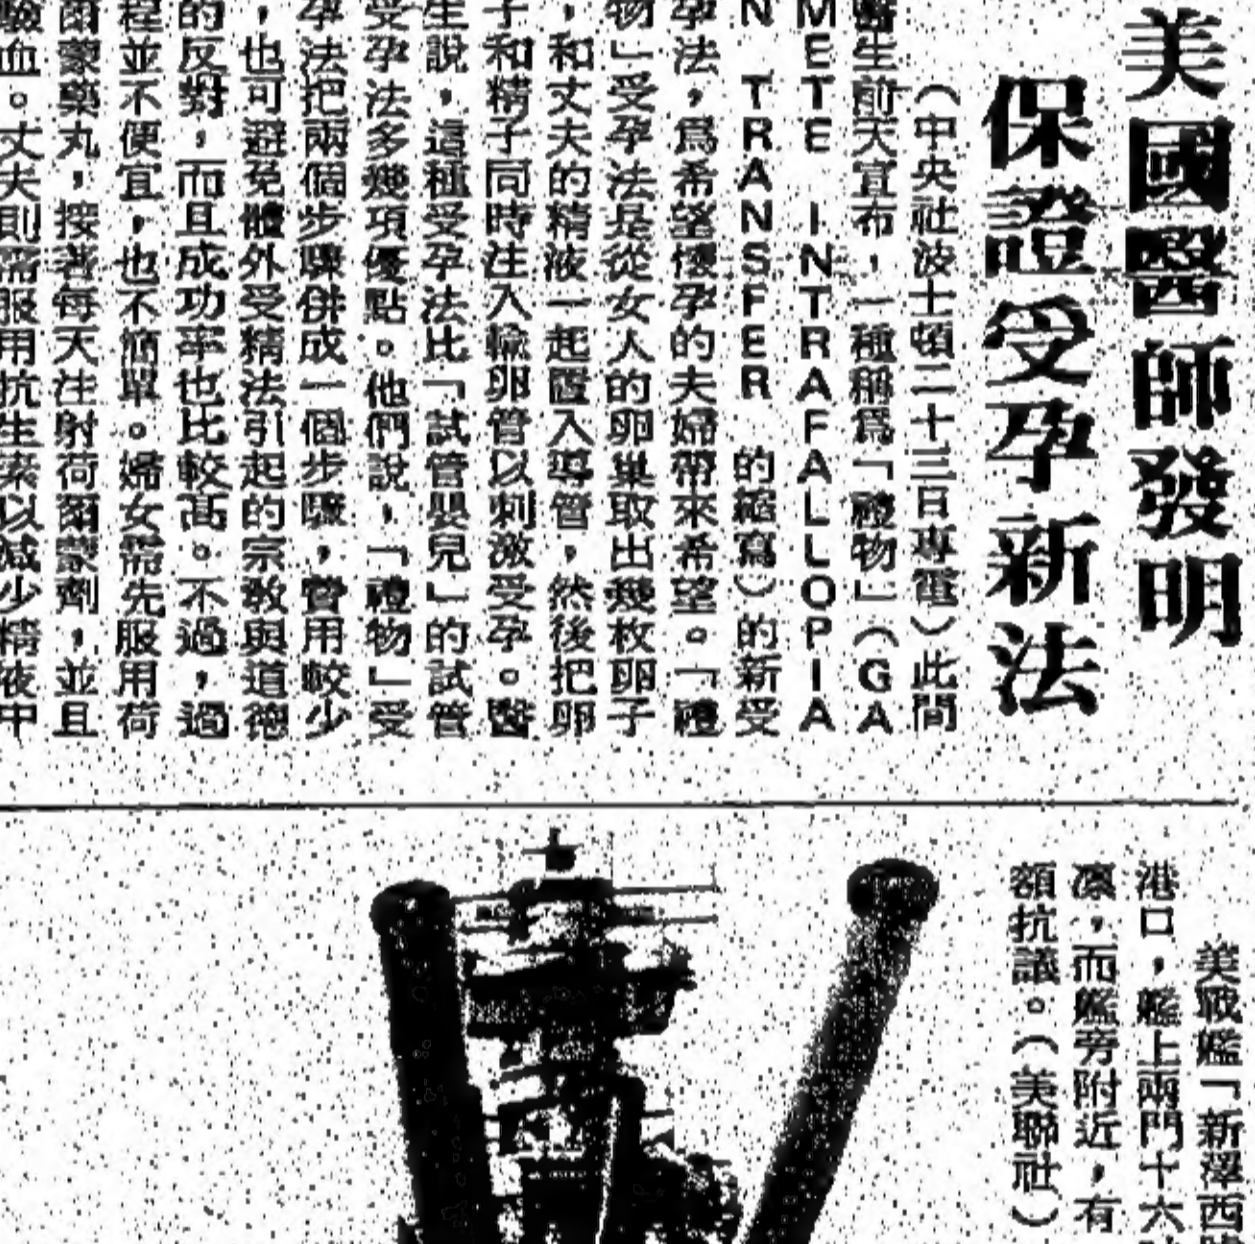 美國醫師發明
保證受孕新法
（中央社波士頓二十三日專電）此間
醫生前天宣布，一種稱為「禮物」（GA
METE INTRAFALLOPIA
N TRANSFER 的縮寫）的新受
孕法，為希望懷孕的夫婦帶來希望。「禮
物」受孕法是從女人的卵巢取出幾枚卵子
，和丈夫的精液一起置入導管，然後把卵
子和精子同時注入輸卵管以刺激受孕。醫
生說，這種受孕法比「試管嬰兒」的試管
受孕法多幾項優點。他們說，「禮物」受
孕法把兩個步驟併成一個步驟，費用較少
，也可避免體外受精法引起的宗教與道德
的反對，而且成功率也比較高。不過，過
程並不便宜，也不簡單。婦女需先服用荷
爾蒙藥丸，接著每天注射荷爾蒙劑，並且
驗血。丈夫則需服用抗生素以減少精液中
美戰艦「新澤西
港口，艦上兩門十六
凜，而艦旁附近，有
額抗議。（美聯社）